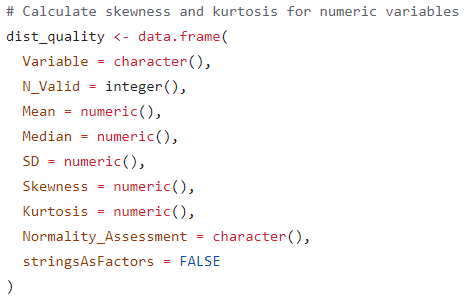 # Calculate skewness and kurtosis for numeric variables
dist_quality <- data.frame(
  Variable = character(),
  N_Valid = integer(),
  Mean = numeric(),
  Median = numeric(),
  SD = numeric(),
  Skewness = numeric(),
  Kurtosis = numeric(),
  Normality_Assessment = character(),
  stringsAsFactors = FALSE
)